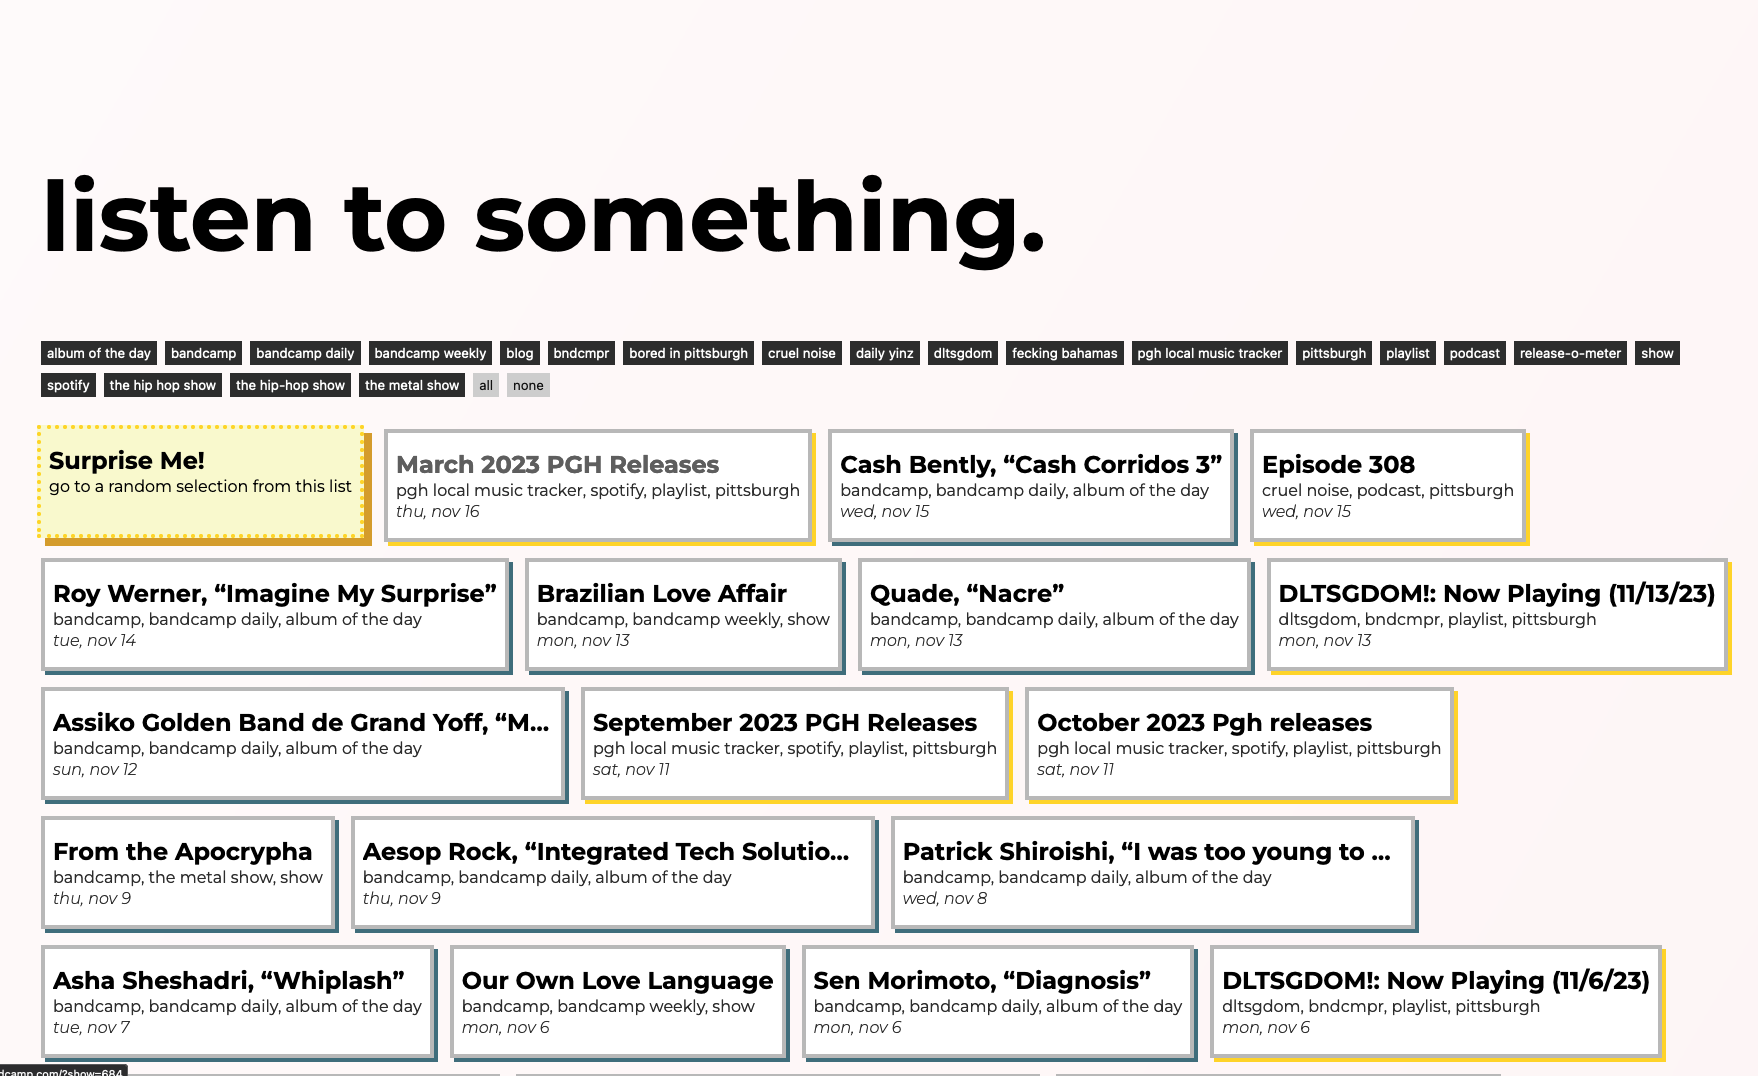 listen to something.
album of the day bandcamp bandcamp daily bandcamp weekly blog bndcmpr bored in pittsburgh cruel noise daily yinz dltsgdom fecking bahamas pgh local music tracker pittsburgh playlist podcast release-o-meter show
spotify the hip hop show the hip-hop show the metal show all none
Surprise Me!
go to a random selection from this list
March 2023 PGH Releases
pgh local music tracker, spotify, playlist, pittsburgh
thu, nov 16
Cash Bently, “Cash Corridos 3”
bandcamp, bandcamp daily, album of the day
wed, nov 15
Episode 308
cruel noise, podcast, pittsburgh
wed, nov 15
Roy Werner, “Imagine My Surprise”
bandcamp, bandcamp daily, album of the day
tue, nov 14
Brazilian Love Affair
bandcamp, bandcamp weekly, show
mon, nov 13
Quade, “Nacre”
bandcamp, bandcamp daily, album of the day
mon, nov 13
DLTSGDOM!: Now Playing (11/13/23)
dltsgdom, bndcmpr, playlist, pittsburgh
mon, nov 13
Assiko Golden Band de Grand Yoff, “M...
bandcamp, bandcamp daily, album of the day
sun, nov 12
September 2023 PGH Releases
pgh local music tracker, spotify, playlist, pittsburgh
sat, nov 11
October 2023 Pgh releases
pgh local music tracker, spotify, playlist, pittsburgh
sat, nov 11
From the Apocrypha
bandcamp, the metal show, show
thu, nov 9
Aesop Rock, “Integrated Tech Solutio...
bandcamp, bandcamp daily, album of the day
thu, nov 9
Patrick Shiroishi, “I was too young to ...
bandcamp, bandcamp daily, album of the day
wed, nov 8
Asha Sheshadri, “Whiplash”
bandcamp, bandcamp daily, album of the day
tue, nov 7
Our Own Love Language
bandcamp, bandcamp weekly, show
mon, nov 6
Sen Morimoto, “Diagnosis”
bandcamp, bandcamp daily, album of the day
mon, nov 6
DLTSGDOM!: Now Playing (11/6/23)
dltsgdom, bndcmpr, playlist, pittsburgh
mon, nov 6
dcamp.com/?show=684